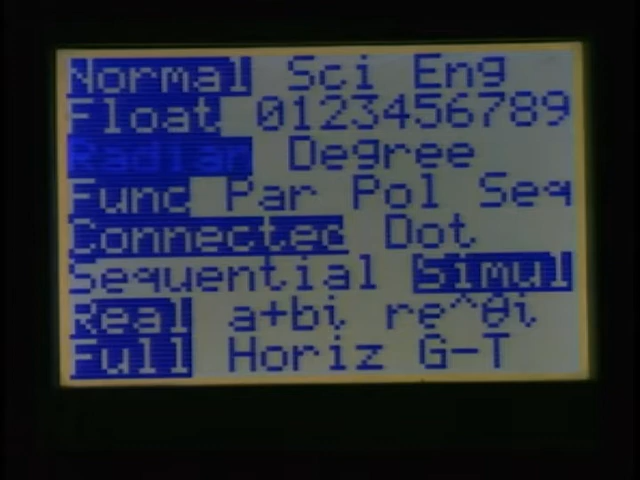 Normal Sci Eng
Float 0123456789
Radian Degree
Func Par Pol Seq
Connected Dot
Sequential Simul
Real a+bi re^θi
Full Horiz G-T